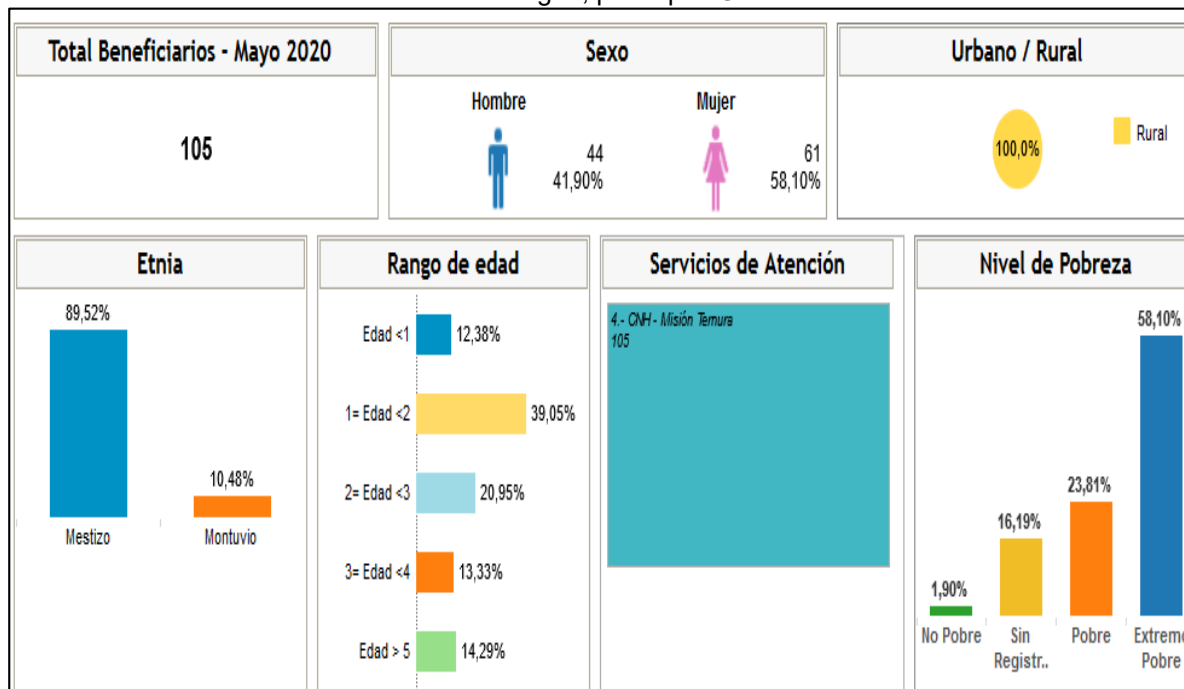 Total Beneficiarios - Mayo 2020
105
Sexo
Hombre
44
41,90%
Mujer
61
58,10%
Urbano / Rural
100,0%
Rural
Etnia
89,52%
10,48%
Mestizo
Montuvio
Rango de edad
Edad <1
12,38%
1= Edad <2
39,05%
2= Edad <3
20,95%
3= Edad <4
13,33%
Edad > 5
14,29%
Servicios de Atención
4.- CNH - Misión Ternura
105
Nivel de Pobreza
1,90%
16,19%
23,81%
58,10%
No Pobre
Sin
Registr..
Pobre
Extremo
Pobre